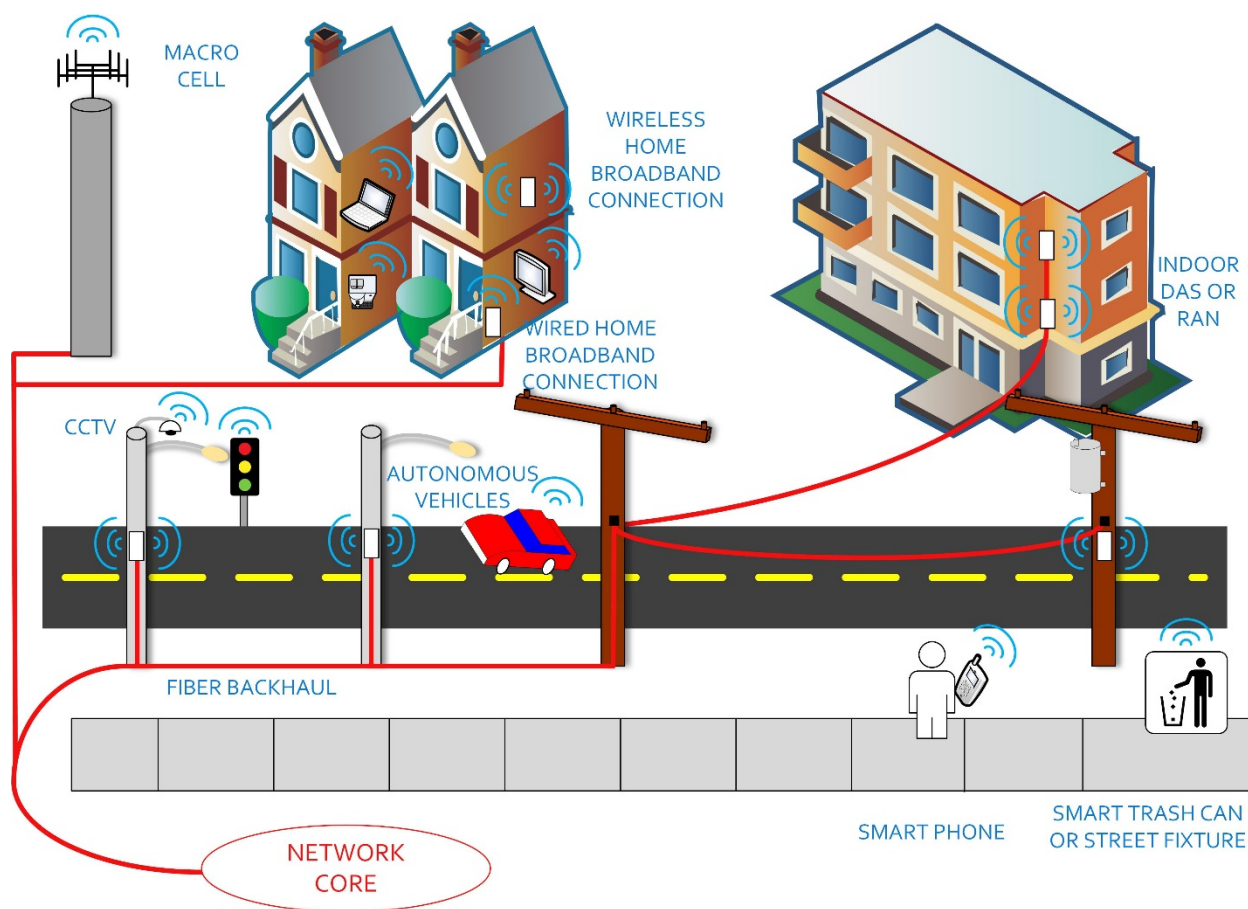 MACRO
CELL
WIRELESS
HOME
BROADBAND
CONNECTION
INDOOR
DAS OR
RAN
WIRED HOME
BROADBAND
CONNECTION
CCTV
AUTONOMOUS
VEHICLES
FIBER BACKHAUL
SMART PHONE
SMART TRASH CAN
OR STREET FIXTURE
NETWORK
CORE